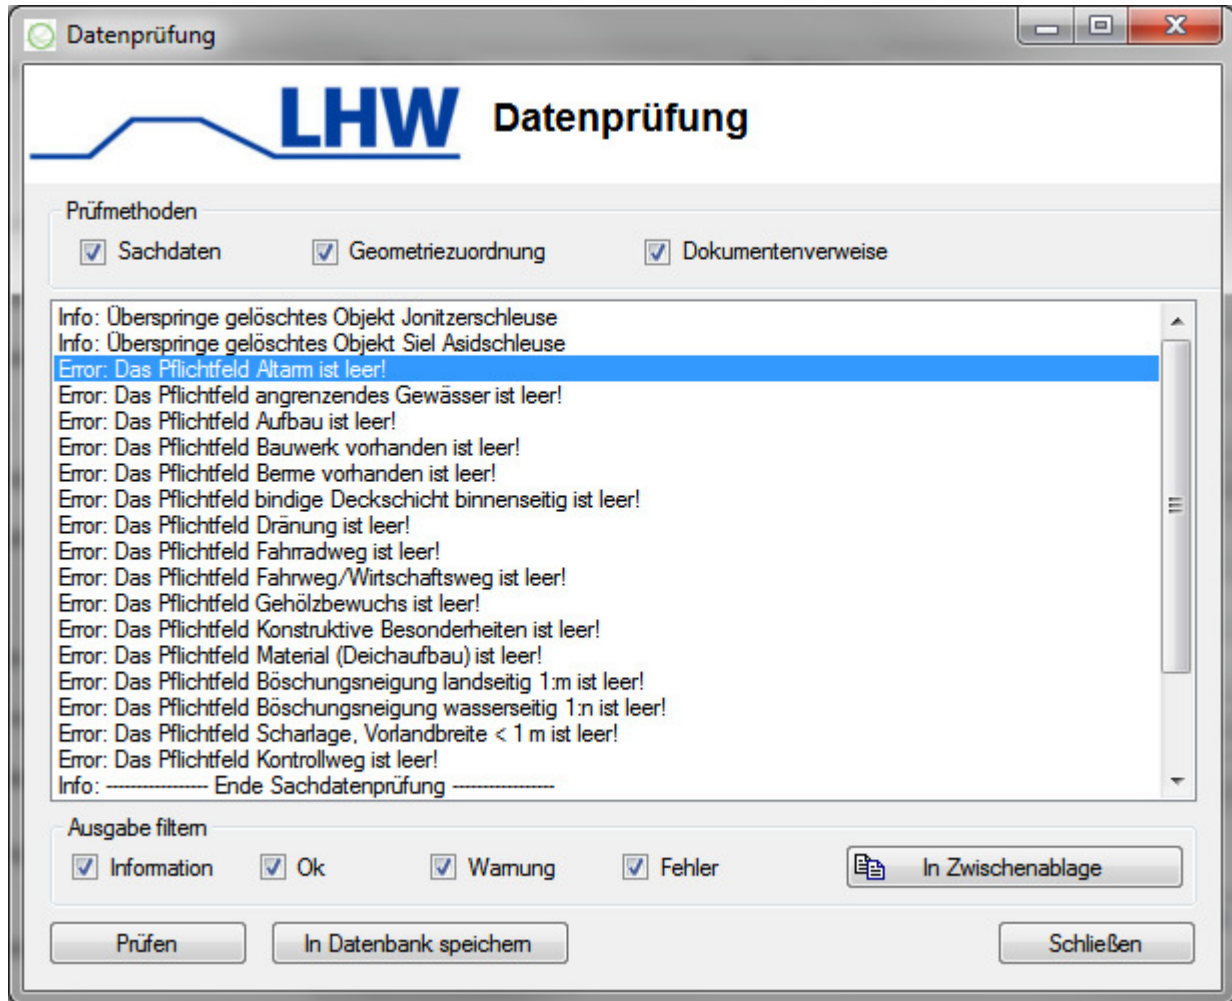 Datenprüfung
LHW Datenprüfung
Prüfmethoden
Sachdaten Geometriezuordnung Dokumentenverweise
Info: Überspringe gelöschtes Objekt Jonitzerschleuse
Info: Überspringe gelöschtes Objekt Siel Asidschleuse
Error: Das Pflichtfeld Altarm ist leer!
Error: Das Pflichtfeld angrenzendes Gewässer ist leer!
Error: Das Pflichtfeld Aufbau ist leer!
Error: Das Pflichtfeld Bauwerk vorhanden ist leer!
Error: Das Pflichtfeld Berme vorhanden ist leer!
Error: Das Pflichtfeld bindige Deckschicht binnenseitig ist leer!
Error: Das Pflichtfeld Dränung ist leer!
Error: Das Pflichtfeld Fahrradweg ist leer!
Error: Das Pflichtfeld Fahrweg/Wirtschaftsweg ist leer!
Error: Das Pflichtfeld Gehölzbewuchs ist leer!
Error: Das Pflichtfeld Konstruktive Besonderheiten ist leer!
Error: Das Pflichtfeld Material (Deichaufbau) ist leer!
Error: Das Pflichtfeld Böschungsneigung landseitig 1:m ist leer!
Error: Das Pflichtfeld Böschungsneigung wasserseitig 1:n ist leer!
Error: Das Pflichtfeld Scharlage, Vorlandbreite < 1 m ist leer!
Error: Das Pflichtfeld Kontrollweg ist leer!
Info: ----------------- Ende Sachdatenprüfung -----------------
Ausgabe filtern
Information Ok Warnung Fehler In Zwischenablage
Prüfen In Datenbank speichern Schließen